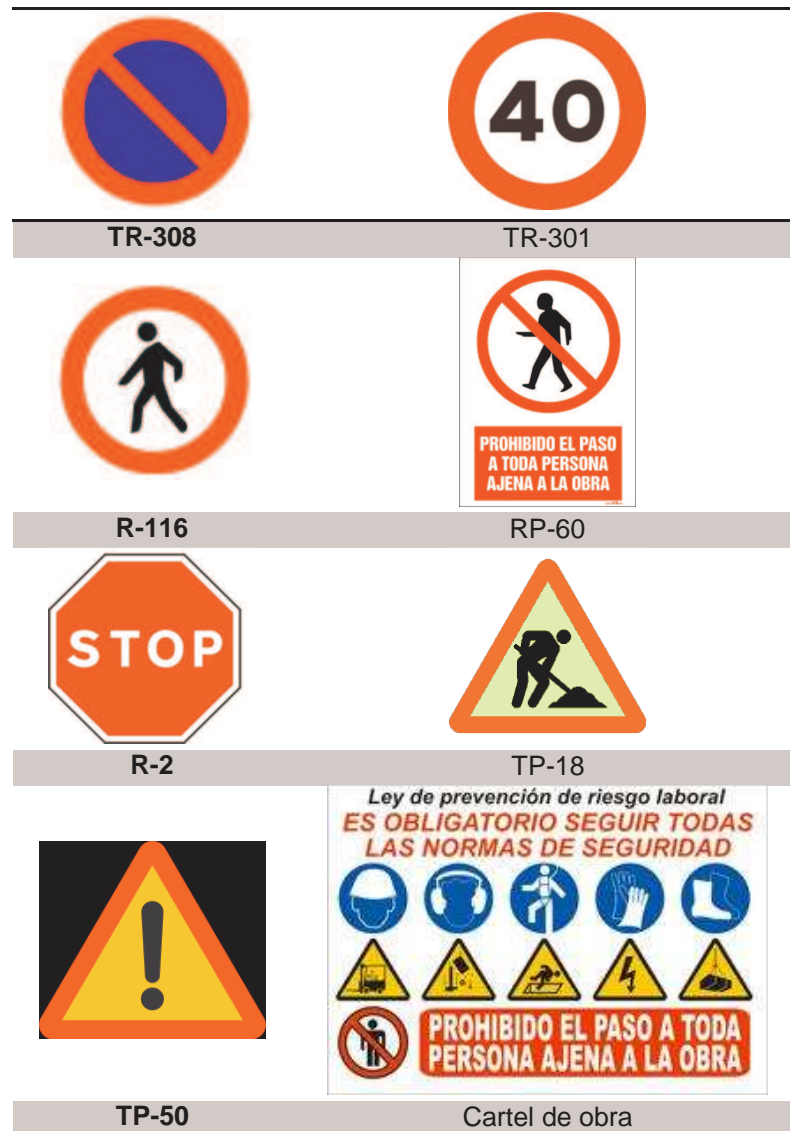 40
TR-308
TR-301
PROHIBIDO EL PASO
A TODA PERSONA
AJENA A LA OBRA
R-116
RP-60
STOP
R-2
TP-18
Ley de prevención de riesgo laboral
ES OBLIGATORIO SEGUIR TODAS
LAS NORMAS DE SEGURIDAD
PROHIBIDO EL PASO A TODA
PERSONA AJENA A LA OBRA
TP-50
Cartel de obra